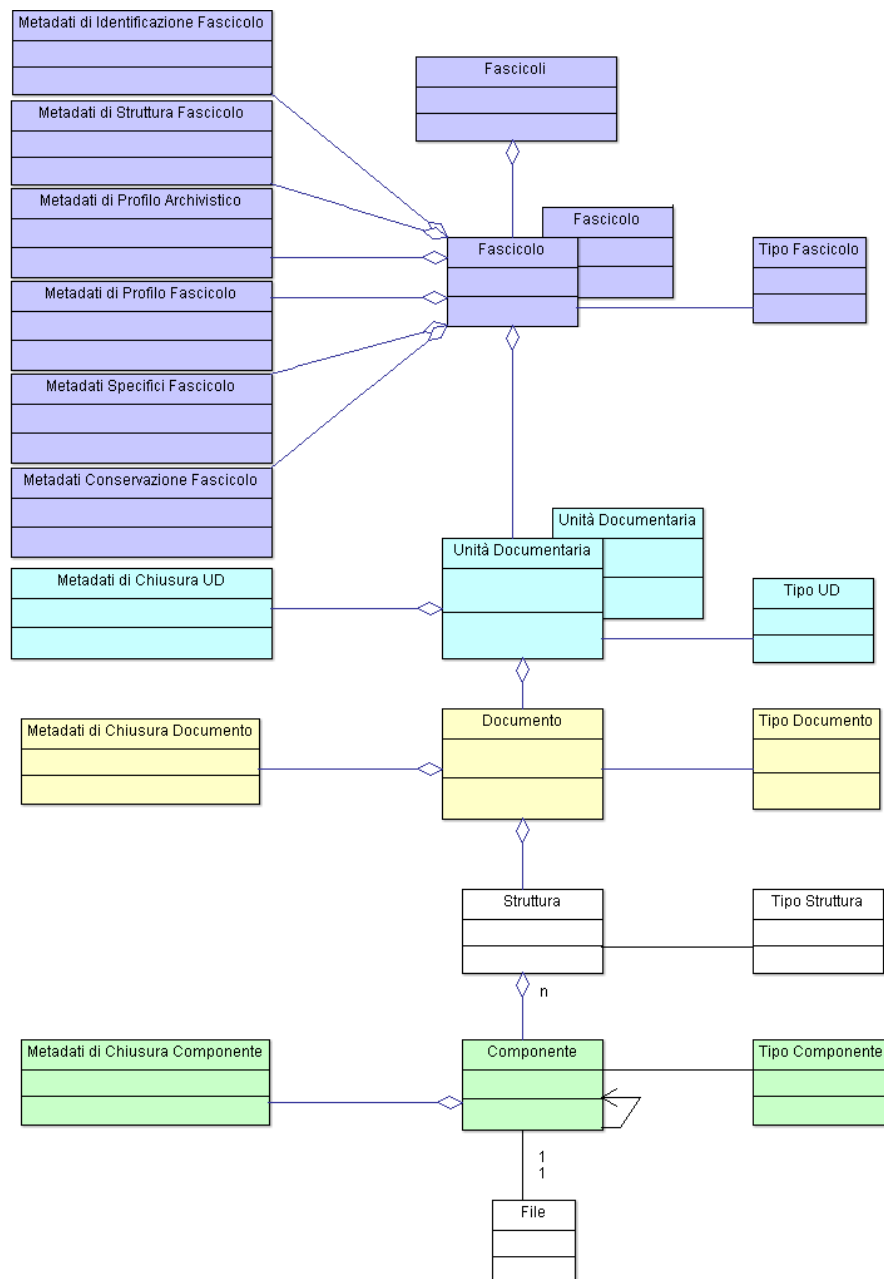 Metadati di Identificazione Fascicolo
Fascicoli
Metadati di Struttura Fascicolo
Metadati di Profilo Archivistico
Fascicolo
Fascicolo
Tipo Fascicolo
Metadati di Profilo Fascicolo
Metadati Specifici Fascicolo
Metadati Conservazione Fascicolo
Unità Documentaria
Unità Documentaria
Metadati di Chiusura UD
Tipo UD
Metadati di Chiusura Documento
Documento
Tipo Documento
Struttura
Tipo Struttura
n
Metadati di Chiusura Componente
Componente
Tipo Componente
1
1
File